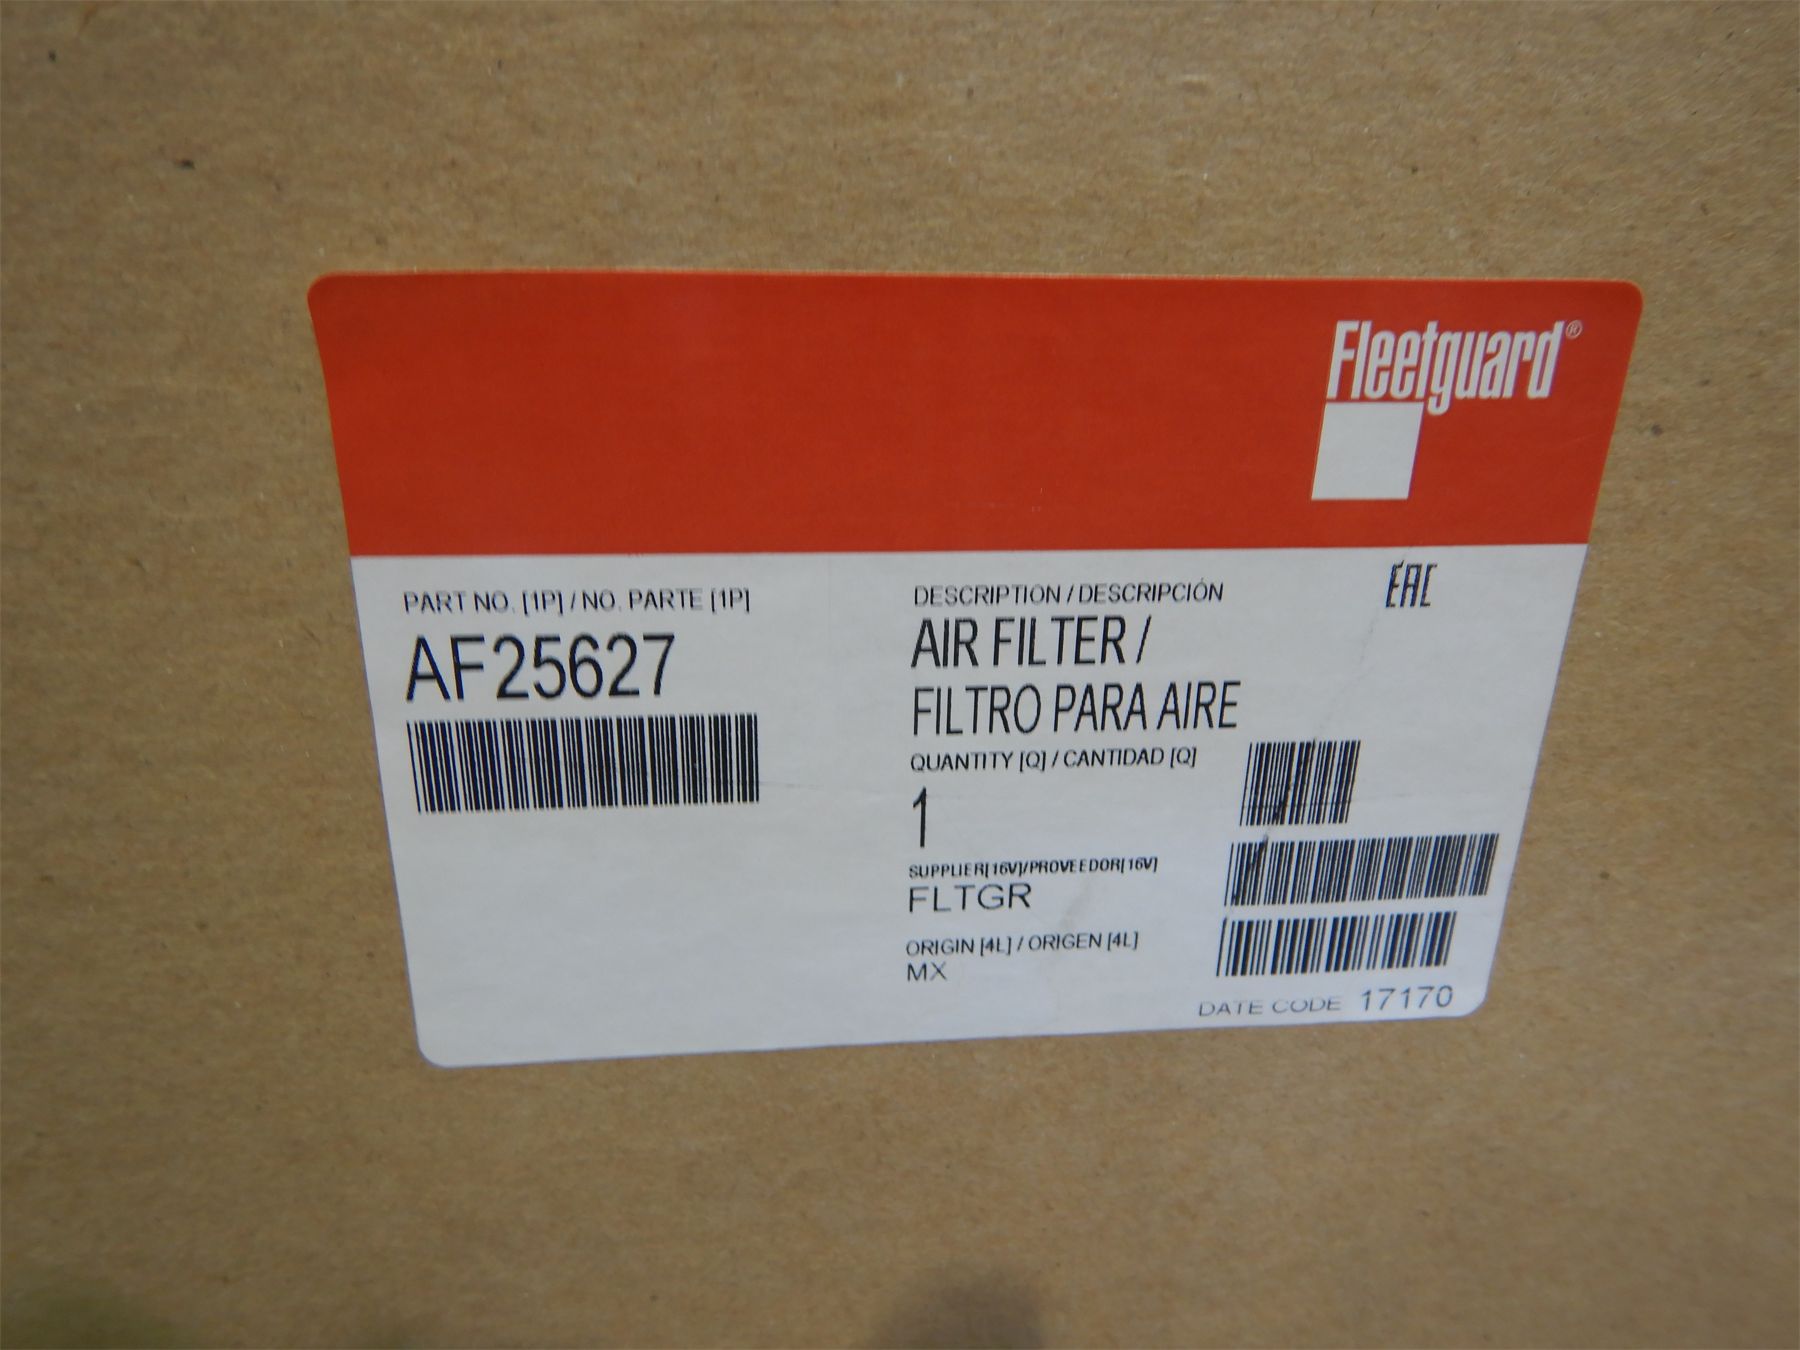 Fleetguard®
PART NO. [1P] / NO. PARTE [1P]
AF25627
DESCRIPTION / DESCRIPCIÓN
EAC
AIR FILTER /
FILTRO PARA AIRE
QUANTITY [Q] / CANTIDAD [Q]
1
SUPPLIER[16V]/PROVEEDOR[16V]
FLTGR
ORIGIN [4L] / ORIGEN [4L]
MX
DATE CODE 17170